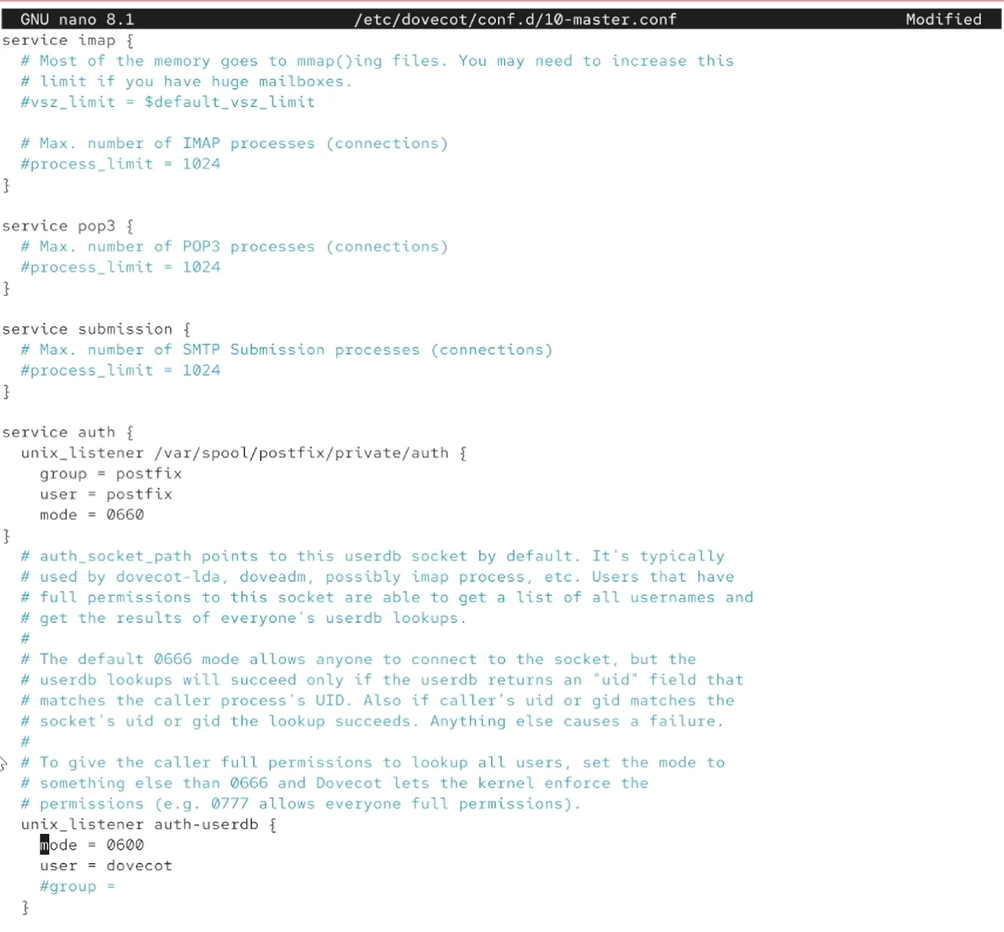 GNU nano 8.1 /etc/dovecot/conf.d/10-master.conf Modified
service imap {
  # Most of the memory goes to mmap()ing files. You may need to increase this
  # limit if you have huge mailboxes.
  #vsz_limit = $default_vsz_limit

  # Max. number of IMAP processes (connections)
  #process_limit = 1024
}

service pop3 {
  # Max. number of POP3 processes (connections)
  #process_limit = 1024
}

service submission {
  # Max. number of SMTP Submission processes (connections)
  #process_limit = 1024
}

service auth {
  unix_listener /var/spool/postfix/private/auth {
    group = postfix
    user = postfix
    mode = 0660
}
  # auth_socket_path points to this userdb socket by default. It's typically
  # used by dovecot-lda, doveadm, possibly imap process, etc. Users that have
  # full permissions to this socket are able to get a list of all usernames and
  # get the results of everyone's userdb lookups.
  #
  # The default 0666 mode allows anyone to connect to the socket, but the
  # userdb lookups will succeed only if the userdb returns an "uid" field that
  # matches the caller process's UID. Also if caller's uid or gid matches the
  # socket's uid or gid the lookup succeeds. Anything else causes a failure.
  #
  # To give the caller full permissions to lookup all users, set the mode to
  # something else than 0666 and Dovecot lets the kernel enforce the
  # permissions (e.g. 0777 allows everyone full permissions).
  unix_listener auth-userdb {
    mode = 0600
    user = dovecot
    #group =
  }